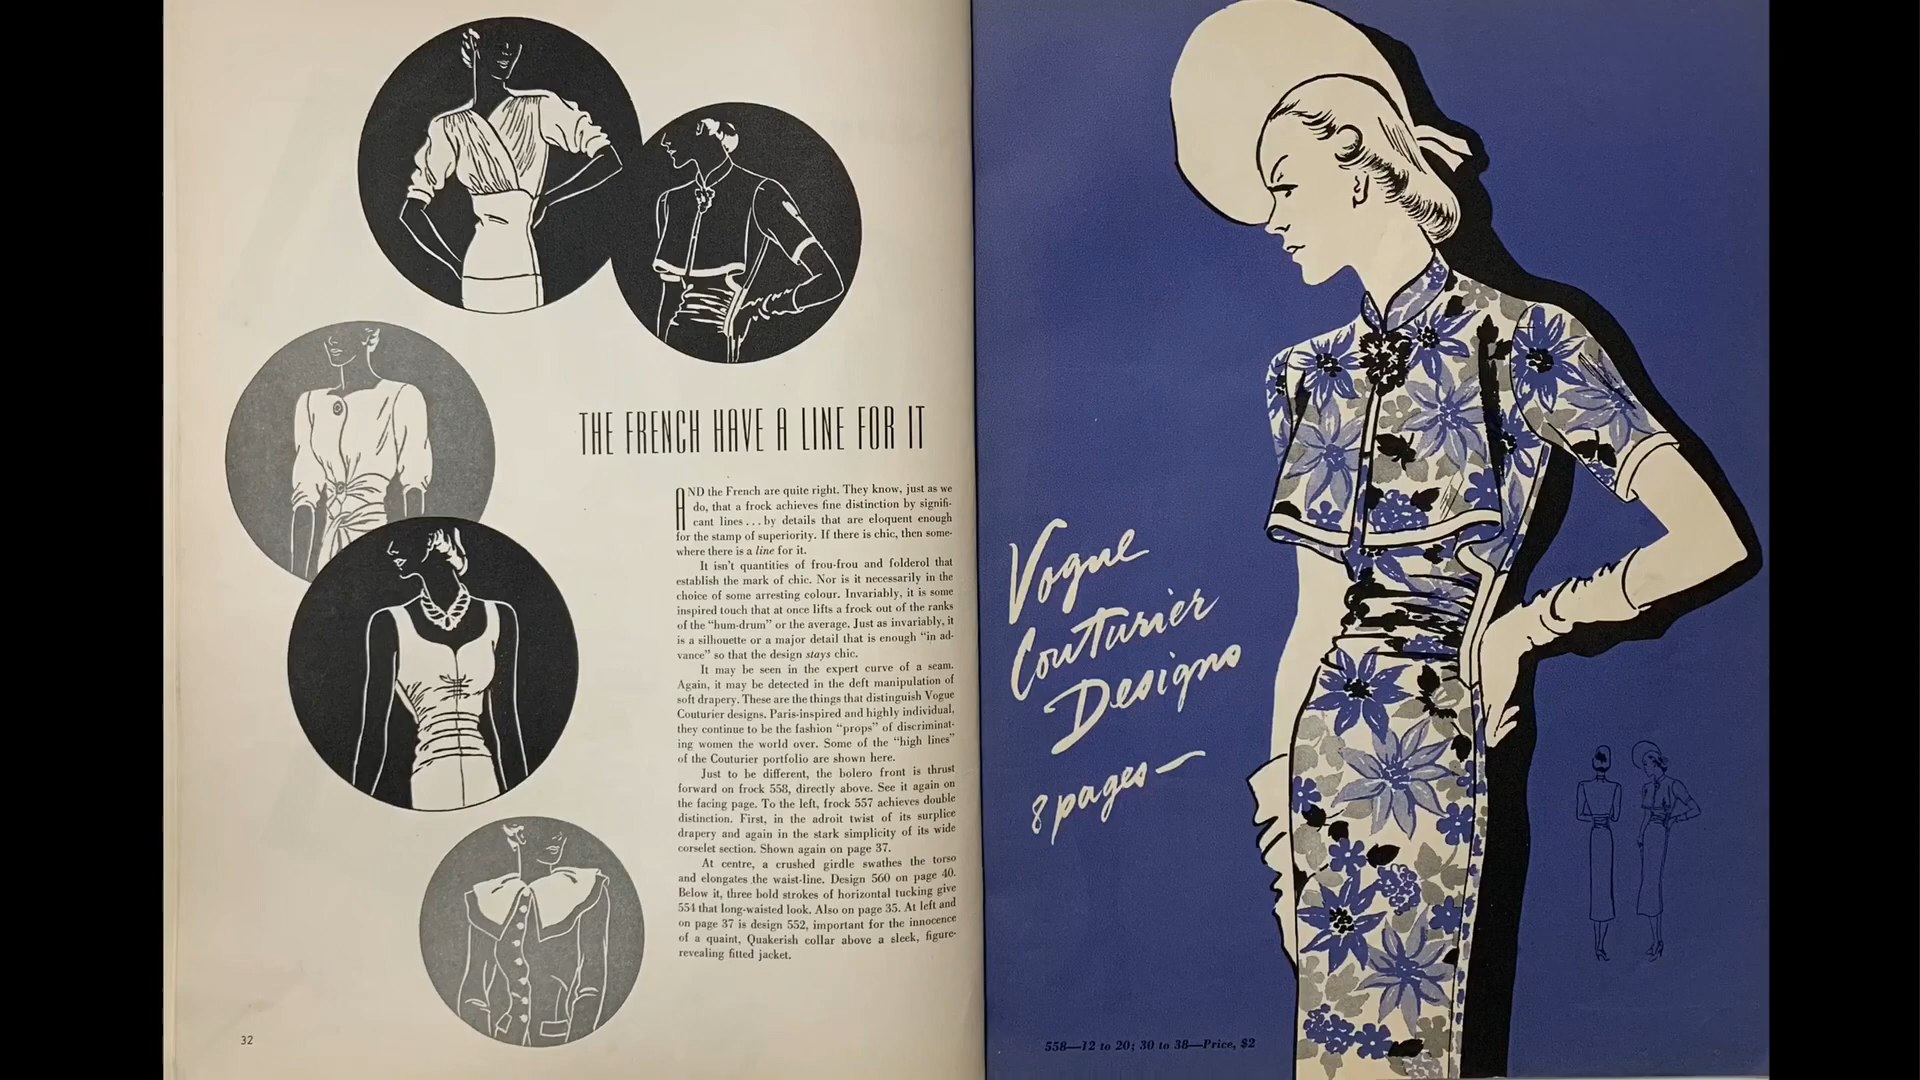 THE FRENCH HAVE A LINE FOR IT
AND the French are quite right. They know, just as we
do, that a frock achieves fine distinction by signifi-
cant lines . . . by details that are eloquent enough
for the stamp of superiority. If there is chic, then some-
where there is a line for it.
It isn't quantities of frou-frou and folderol that
establish the mark of chic. Nor is it necessarily in the
choice of some arresting colour. Invariably, it is some
inspired touch that at once lifts a frock out of the ranks
of the "hum-drum" or the average. Just as invariably, it
is a silhouette or a major detail that is enough "in ad-
vance" so that the design stays chic.
It may be seen in the expert curve of a seam.
Again, it may be detected in the deft manipulation of
soft drapery. These are the things that distinguish Vogue
Couturier designs. Paris-inspired and highly individual,
they continue to be the fashion "props" of discriminat-
ing women the world over. Some of the "high lines"
of the Couturier portfolio are shown here.
Just to be different, the bolero front is thrust
forward on frock 558, directly above. See it again on
the facing page. To the left, frock 557 achieves double
distinction. First, in the adroit twist of its surplice
drapery and again in the stark simplicity of its wide
corselet section. Shown again on page 37.
At centre, a crushed girdle swathes the torso
and elongates the waist-line. Design 560 on page 40.
Below it, three bold strokes of horizontal tucking give
554 that long-waisted look. Also on page 35. At left and
on page 37 is design 552, important for the innocence
of a quaint, Quakerish collar above a sleek, figure-
revealing fitted jacket.
32
Vogue
Couturier
Designs
8 pages—
558—12 to 20; 30 to 38—Price, $2